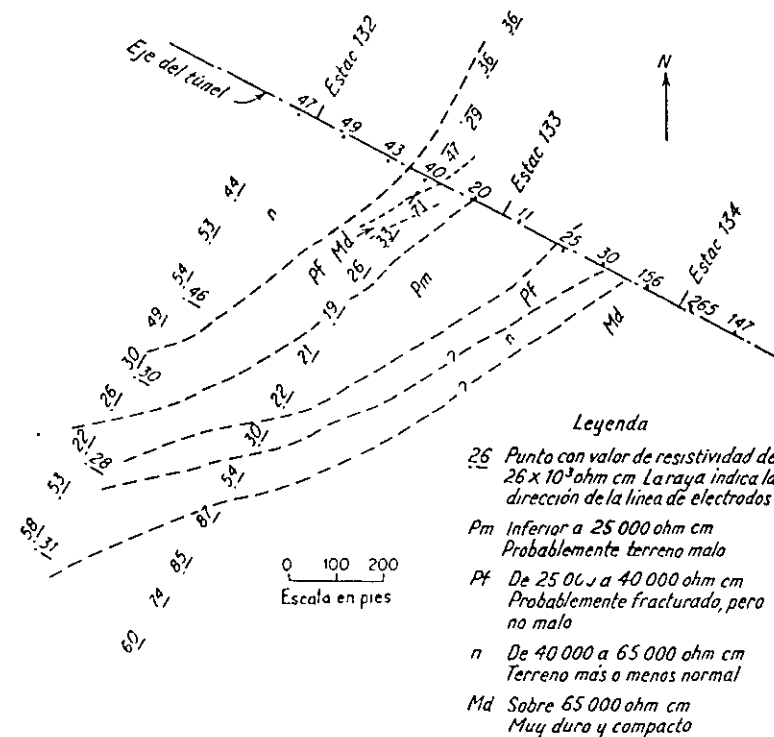 36
36
29
47
Eje del túnel
Estac 132
47
49
43
40
20
Estac 133
11
25
30
156
Estac 134
265
147
N
44
53
n
54
46
49
30
30
26
22
28
53
58
31
Pf
Md
71
33
26
19
Pm
21
22
30
54
87
85
74
60
Pf
?
n
?
Md
0 100 200
Escala en pies
Leyenda
26 Punto con valor de resistividad de
26 x 10³ ohm cm La raya indica la
dirección de la linea de electrodos
Pm Inferior a 25 000 ohm cm
Probablemente terreno malo
Pf De 25 000 a 40 000 ohm cm
Probablemente fracturado, pero
no malo
n De 40 000 a 65 000 ohm cm
Terreno más o menos normal
Md Sobre 65 000 ohm cm
Muy duro y compacto